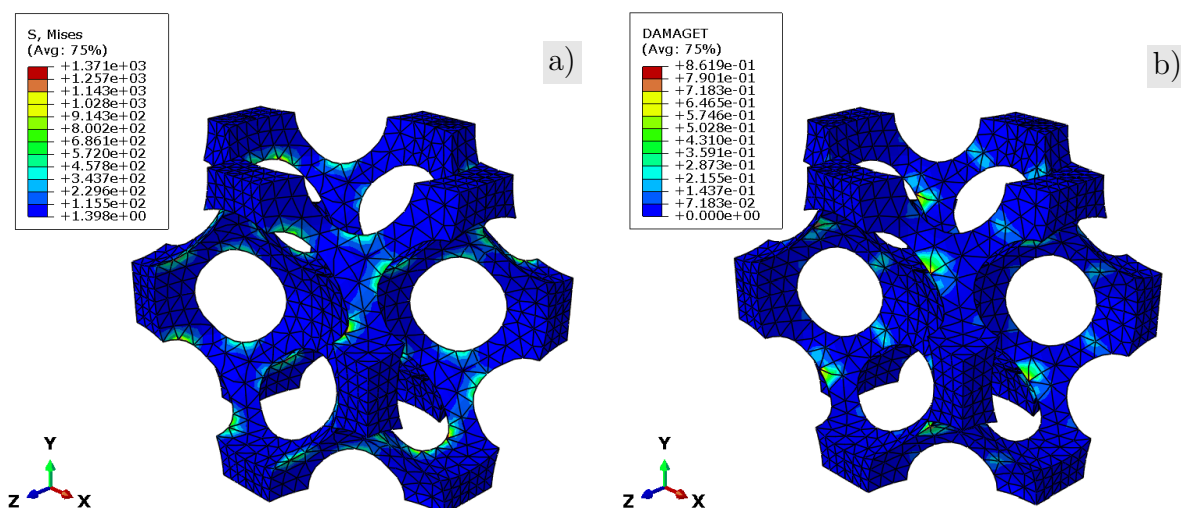 S, Mises
(Avg: 75%)
+1.371e+03
+1.257e+03
+1.143e+03
+1.028e+03
+9.143e+02
+8.002e+02
+6.861e+02
+5.720e+02
+4.578e+02
+3.437e+02
+2.296e+02
+1.155e+02
+1.398e+00
a)
Y
Z X
DAMAGET
(Avg: 75%)
+8.619e-01
+7.901e-01
+7.183e-01
+6.465e-01
+5.746e-01
+5.028e-01
+4.310e-01
+3.591e-01
+2.873e-01
+2.155e-01
+1.437e-01
+7.183e-02
+0.000e+00
b)
Y
Z X